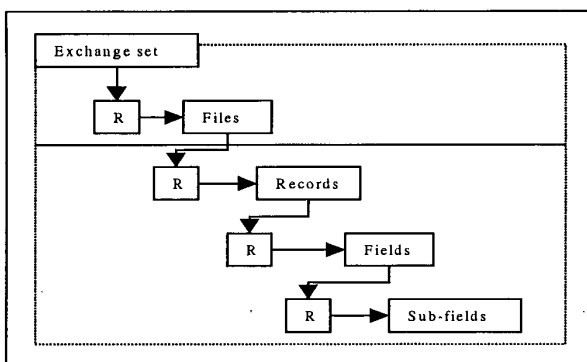 Exchange set
R Files
R Records
R Fields
R Sub-fields